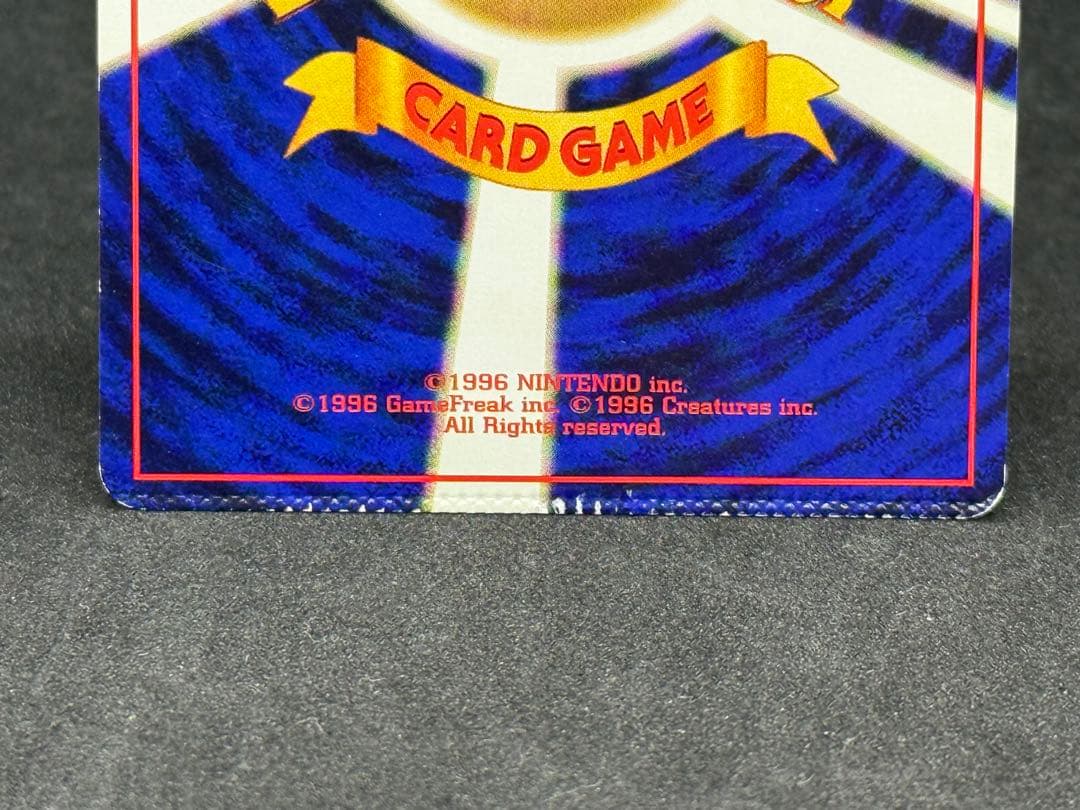 CARD GAME
©1996 NINTENDO inc.
©1996 GameFreak inc. ©1996 Creatures inc.
All Rights reserved.